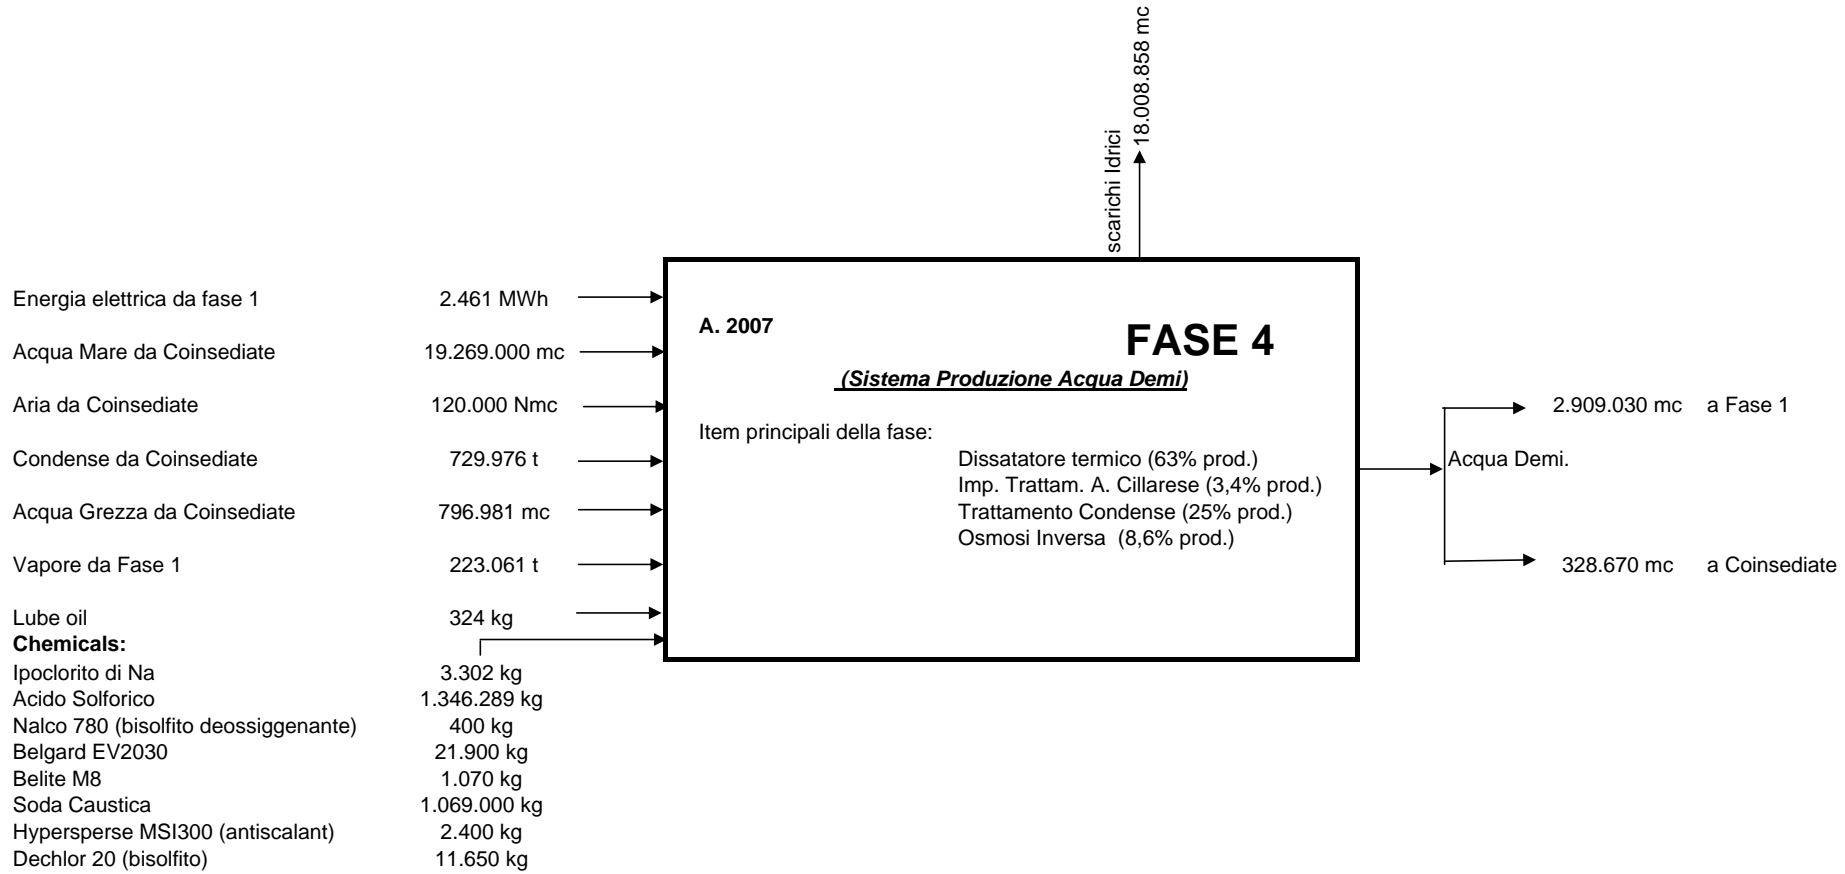 18.008.858 mc
scarichi Idrici
Energia elettrica da fase 1 2.461 MWh
Acqua Mare da Coinsediate 19.269.000 mc
Aria da Coinsediate 120.000 Nmc
Condense da Coinsediate 729.976 t
Acqua Grezza da Coinsediate 796.981 mc
Vapore da Fase 1 223.061 t
Lube oil 324 kg
Chemicals:
Ipoclorito di Na 3.302 kg
Acido Solforico 1.346.289 kg
Nalco 780 (bisolfito deossiggenante) 400 kg
Belgard EV2030 21.900 kg
Belite M8 1.070 kg
Soda Caustica 1.069.000 kg
Hypersperse MSI300 (antiscalant) 2.400 kg
Dechlor 20 (bisolfito) 11.650 kg
A. 2007
FASE 4
(Sistema Produzione Acqua Demi)
Item principali della fase:
Dissatatore termico (63% prod.)
Imp. Trattam. A. Cillarese (3,4% prod.)
Trattamento Condense (25% prod.)
Osmosi Inversa (8,6% prod.)
2.909.030 mc a Fase 1
Acqua Demi.
328.670 mc a Coinsediate